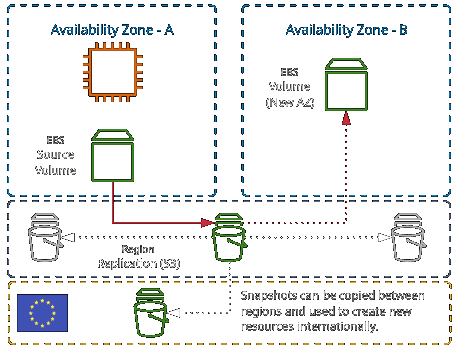 Availability Zone - A
Availability Zone - B
EBS
Source
Volume
EBS
Volume
(New AZ)
Region
Replication (S3)
Snapshots can be copied between
regions and used to create new
resources internationally.